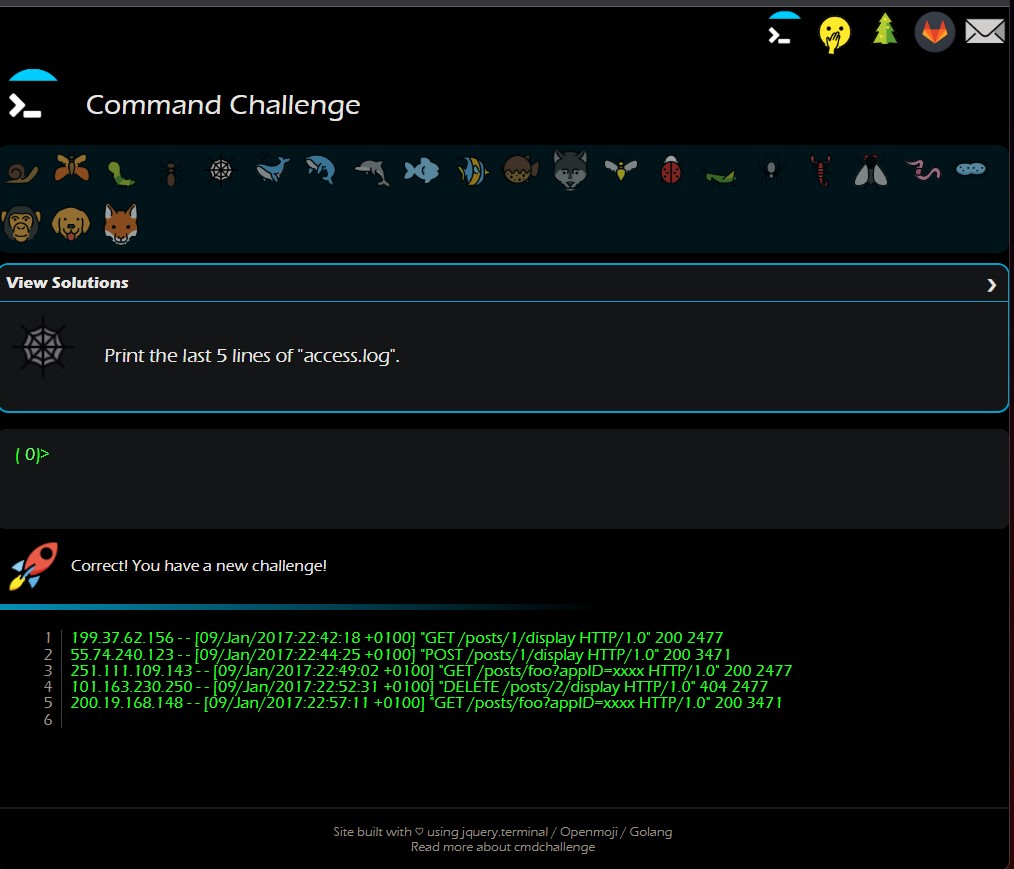 Command Challenge
View Solutions
Print the last 5 lines of "access.log".
( 0)>
Correct! You have a new challenge!
1 199.37.62.156 - - [09/Jan/2017:22:42:18 +0100] "GET /posts/1/display HTTP/1.0" 200 2477
2 55.74.240.123 - - [09/Jan/2017:22:44:25 +0100] "POST /posts/1/display HTTP/1.0" 200 3471
3 251.111.109.143 - - [09/Jan/2017:22:49:02 +0100] "GET /posts/foo?appID=xxxx HTTP/1.0" 200 2477
4 101.163.230.250 - - [09/Jan/2017:22:52:31 +0100] "DELETE /posts/2/display HTTP/1.0" 404 2477
5 200.19.168.148 - - [09/Jan/2017:22:57:11 +0100] "GET /posts/foo?appID=xxxx HTTP/1.0" 200 3471
6
Site built with ♡ using jquery.terminal / Openmoji / Golang
Read more about cmdchallenge